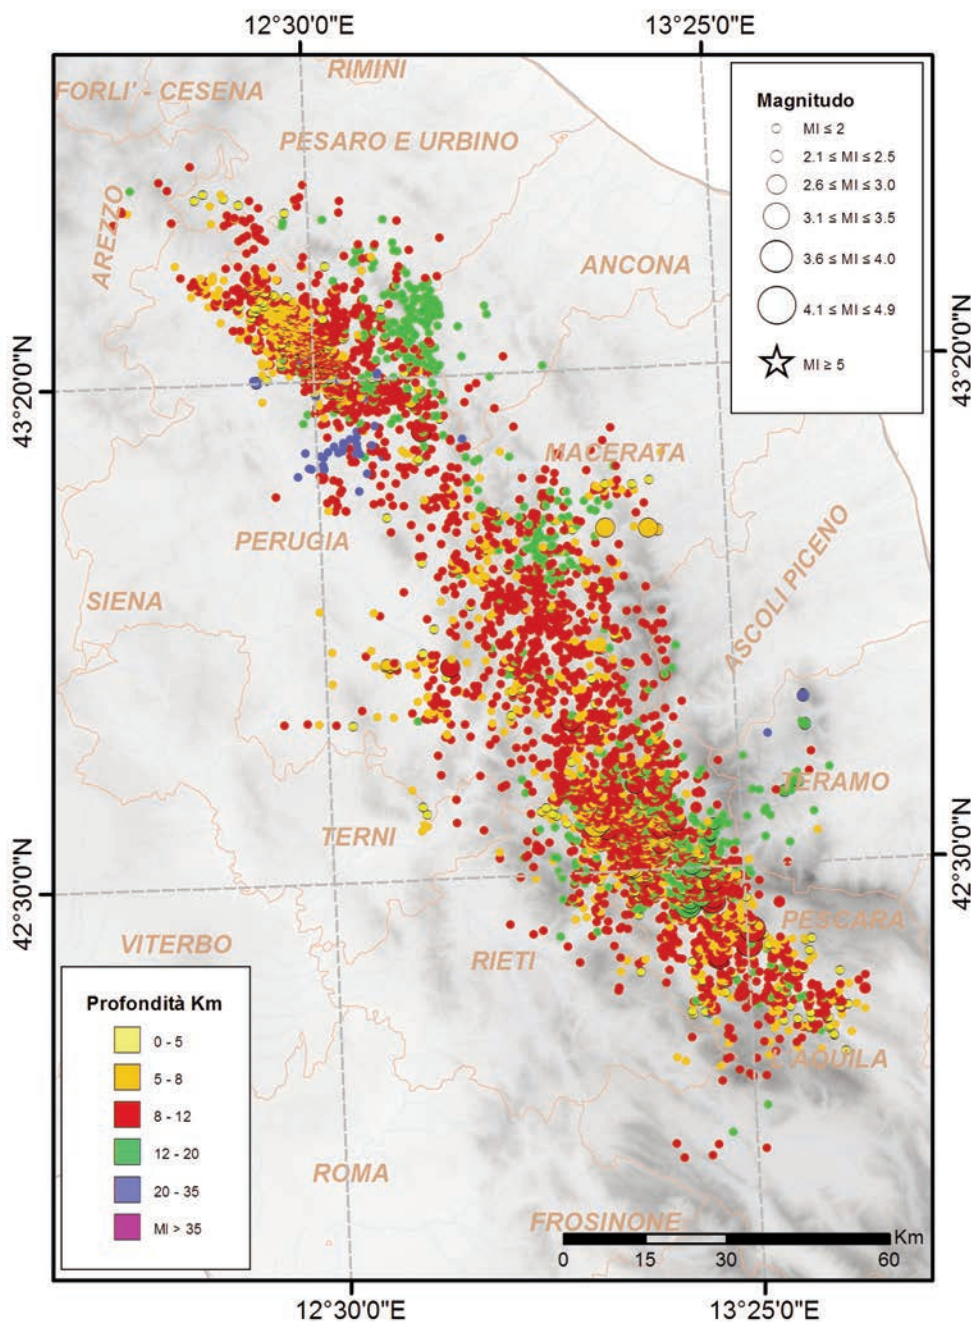 12°30'0"E
13°25'0"E
RIMINI
FORLI' - CESENA
PESARO E URBINO
AREZZO
ANCONA
Magnitudo
Ml ≤ 2
2.1 ≤ Ml ≤ 2.5
2.6 ≤ Ml ≤ 3.0
3.1 ≤ Ml ≤ 3.5
3.6 ≤ Ml ≤ 4.0
4.1 ≤ Ml ≤ 4.9
Ml ≥ 5
43°20'0"N
43°20'0"N
MACERATA
PERUGIA
SIENA
ASCOLI PICENO
TERAMO
TERNI
42°30'0"N
42°30'0"N
PESCARA
VITERBO
RIETI
L'AQUILA
Profondità Km
0 - 5
5 - 8
8 - 12
12 - 20
20 - 35
Ml > 35
ROMA
FROSINONE
Km
0 15 30 60
12°30'0"E
13°25'0"E